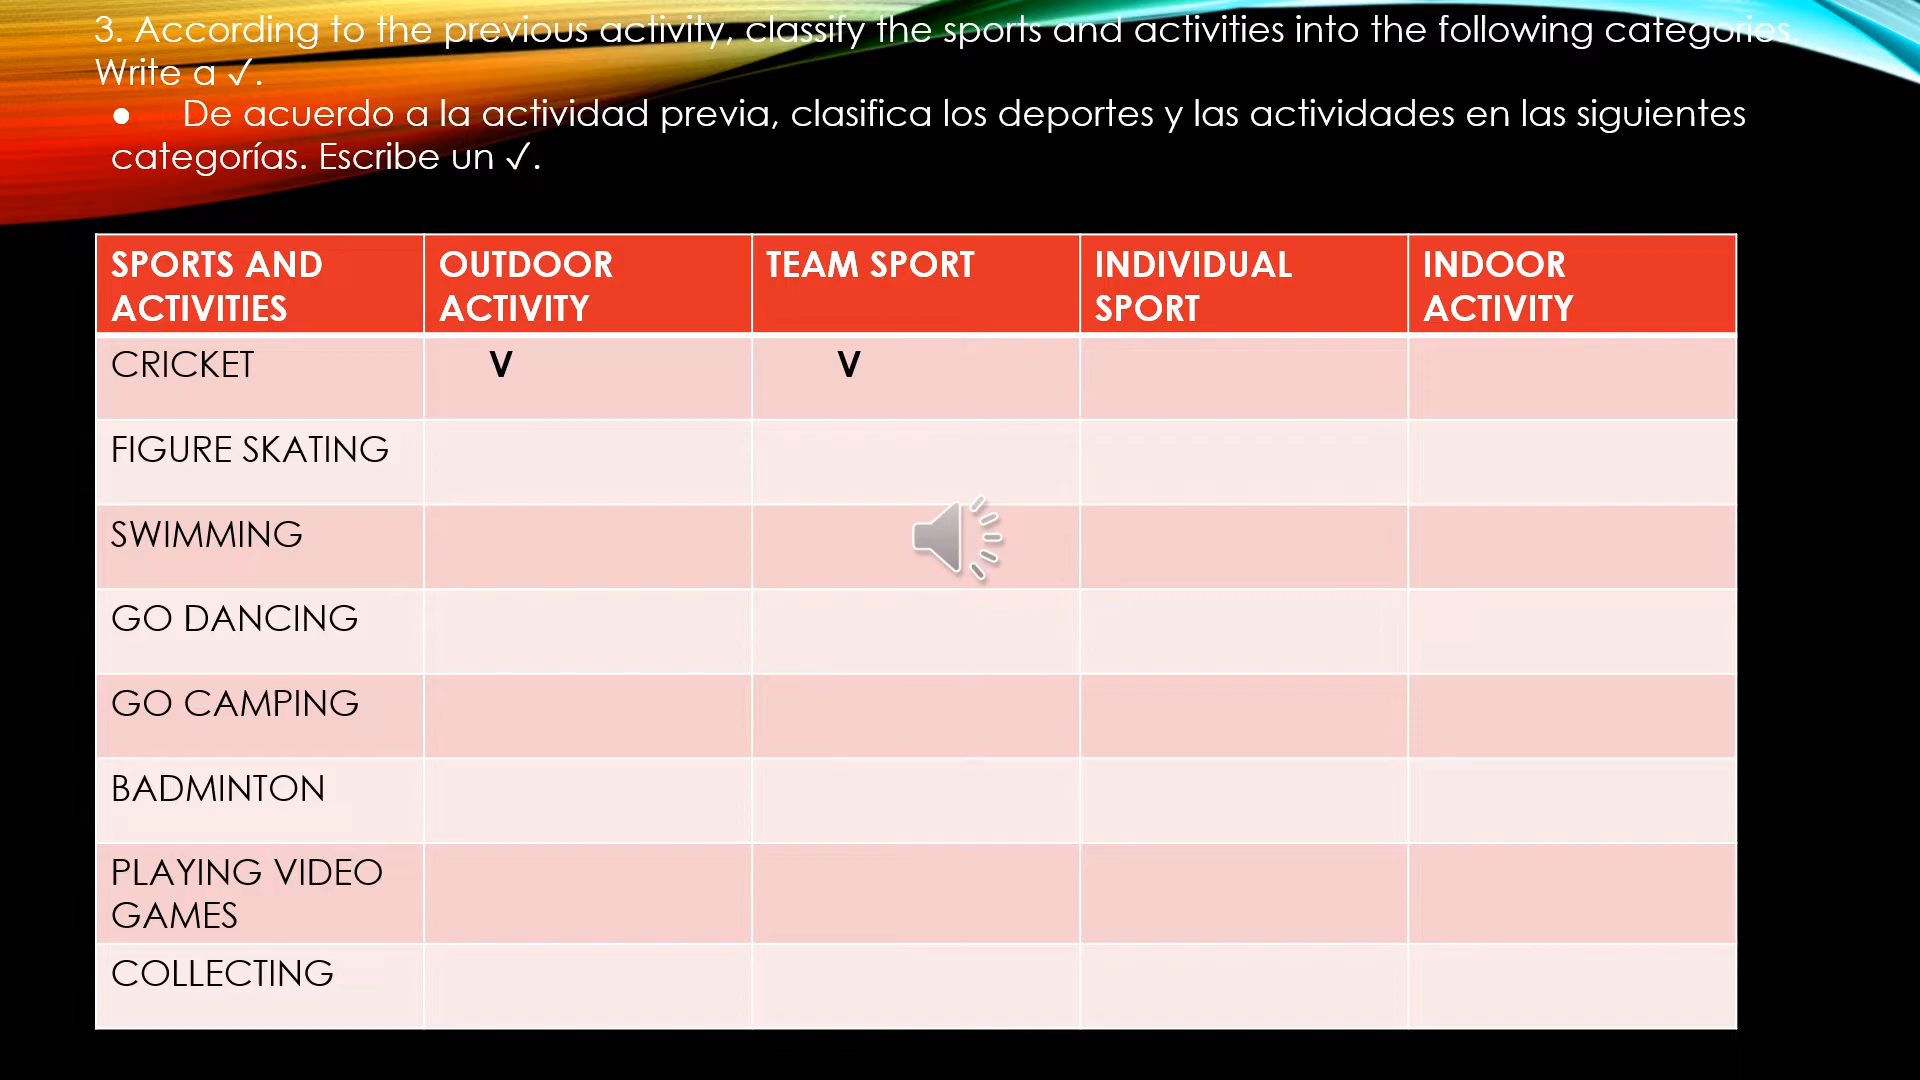 3. According to the previous activity, classify the sports and activities into the following categories.
Write a ✓.
● De acuerdo a la actividad previa, clasifica los deportes y las actividades en las siguientes
categorías. Escribe un ✓.
SPORTS AND
ACTIVITIES
OUTDOOR
ACTIVITY
TEAM SPORT
INDIVIDUAL
SPORT
INDOOR
ACTIVITY
CRICKET
V
V
FIGURE SKATING
SWIMMING
GO DANCING
GO CAMPING
BADMINTON
PLAYING VIDEO
GAMES
COLLECTING